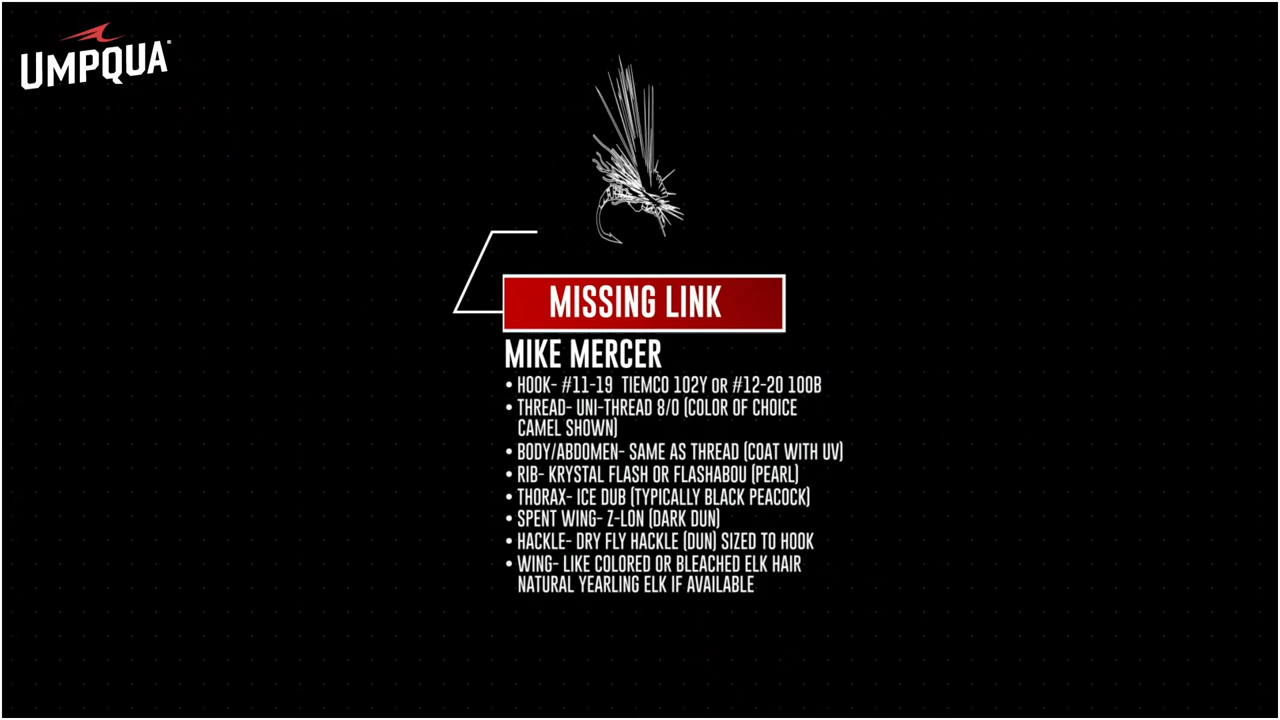 UMPQUA
MISSING LINK
MIKE MERCER
• HOOK- #11-19 TIEMCO 102Y OR #12-20 100B
• THREAD- UNI-THREAD 8/0 (COLOR OF CHOICE
CAMEL SHOWN)
• BODY/ABDOMEN- SAME AS THREAD (COAT WITH UV)
• RIB- KRYSTAL FLASH OR FLASHABOU (PEARL)
• THORAX- ICE DUB (TYPICALLY BLACK PEACOCK)
• SPENT WING- Z-LON (DARK DUN)
• HACKLE- DRY FLY HACKLE (DUN) SIZED TO HOOK
• WING- LIKE COLORED OR BLEACHED ELK HAIR
NATURAL YEARLING ELK IF AVAILABLE